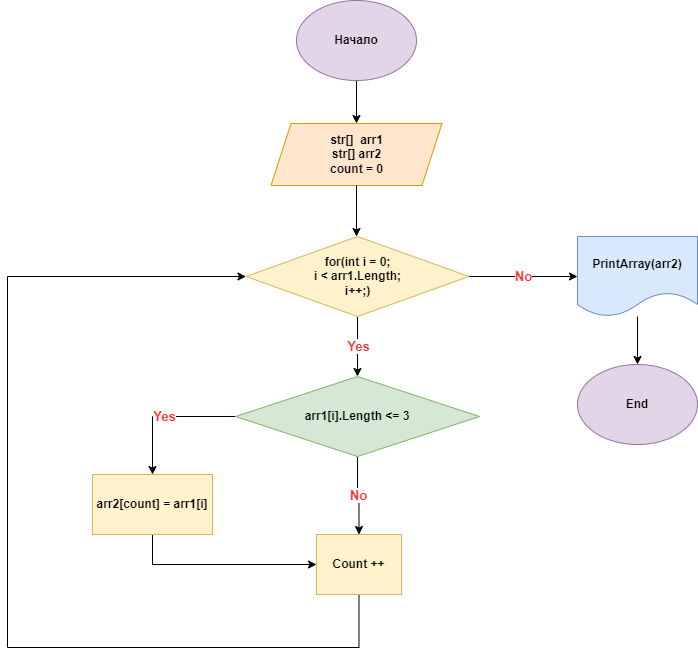 Начало
str[] arr1
str[] arr2
count = 0
for(int i = 0;
i < arr1.Length;
i++;)
No
PrintArray(arr2)
Yes
End
arr1[i].Length <= 3
Yes
No
arr2[count] = arr1[i]
Count ++